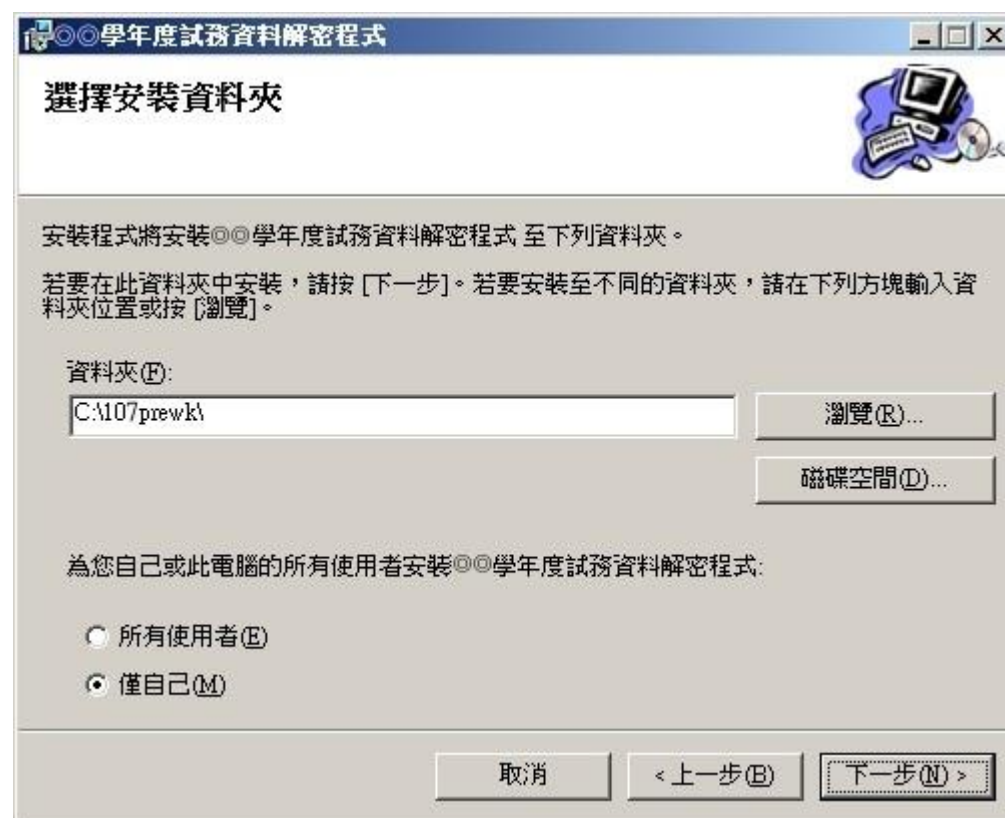 ◎◎學年度試務資料解密程式
選擇安裝資料夾
安裝程式將安裝◎◎學年度試務資料解密程式 至下列資料夾。
若要在此資料夾中安裝，請按 [下一步]。若要安裝至不同的資料夾，請在下列方塊輸入資
料夾位置或按 [瀏覽]。
資料夾(F):
C:\107prewk\
瀏覽(R)...
磁碟空間(D)...
為您自己或此電腦的所有使用者安裝◎◎學年度試務資料解密程式:
所有使用者(E)
僅自己(M)
取消
< 上一步(B)
下一步(N) >